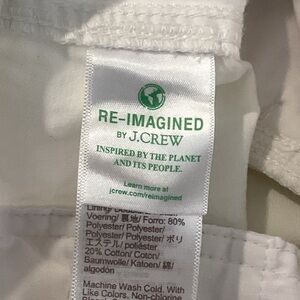 RE-IMAGINED
BY J.CREW
INSPIRED BY THE PLANET
AND ITS PEOPLE.
Learn more at
jcrew.com/reimagined
Voering/ 裏地/ Forro: 80%
Polyester/ Polyester/
Polyester/ Polyester/ ポリ
エステル/ poliéster
20% Cotton/ Coton/
Baumwolle/ Katoen/ 綿/
algodón
Machine Wash Cold. With
Like Colors, Non-chlorine